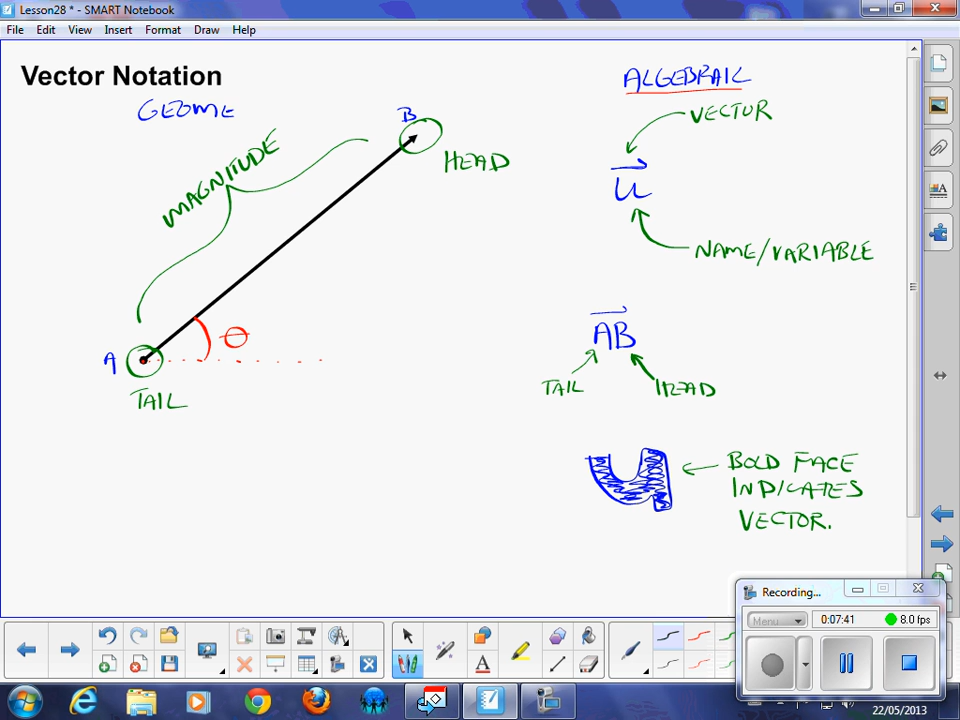 Lesson28 * - SMART Notebook
File Edit View Insert Format Draw Help
Vector Notation
GEOME
MAGNITUDE
B
HEAD
A
TAIL
θ
ALGEBRAIL
VECTOR
u
NAME/VARIABLE
AB
TAIL
HEAD
u
BOLD FACE
INDICATES
VECTOR.
Recording...
Menu
0:07:41
8.0 fps
A
22/05/2013